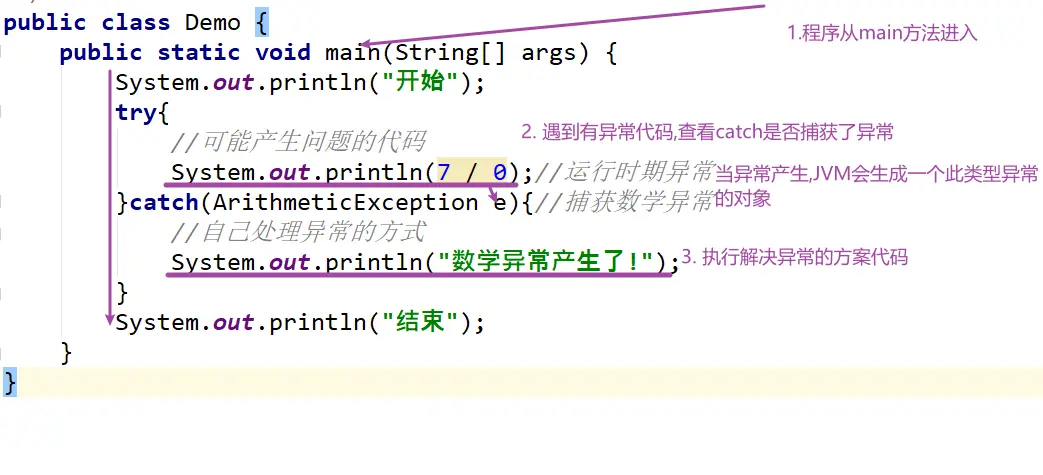 public class Demo {
1.程序从main方法进入
public static void main(String[] args) {
System.out.println("开始");
try{
//可能产生问题的代码
2. 遇到有异常代码,查看catch是否捕获了异常
System.out.println(7 / 0);//运行时期异常
当异常产生,JVM会生成一个此类型异常
的对象
}catch(ArithmeticException e){//捕获数学异常
//自己处理异常的方式
System.out.println("数学异常产生了!");
3. 执行解决异常的方案代码
}
System.out.println("结束");
}
}